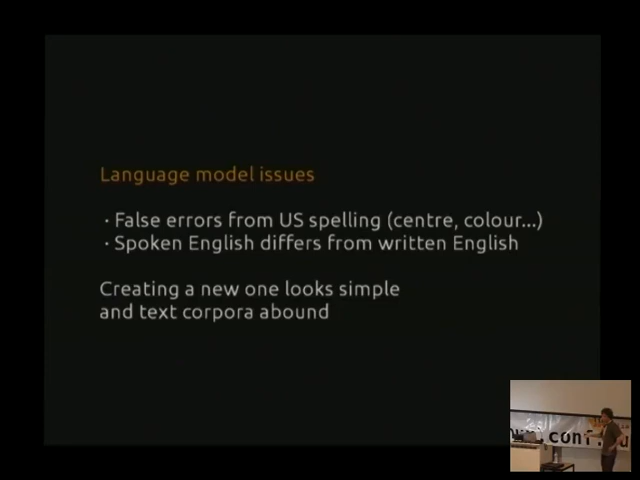 Language model issues
· False errors from US spelling (centre, colour...)
· Spoken English differs from written English
Creating a new one looks simple
and text corpora abound